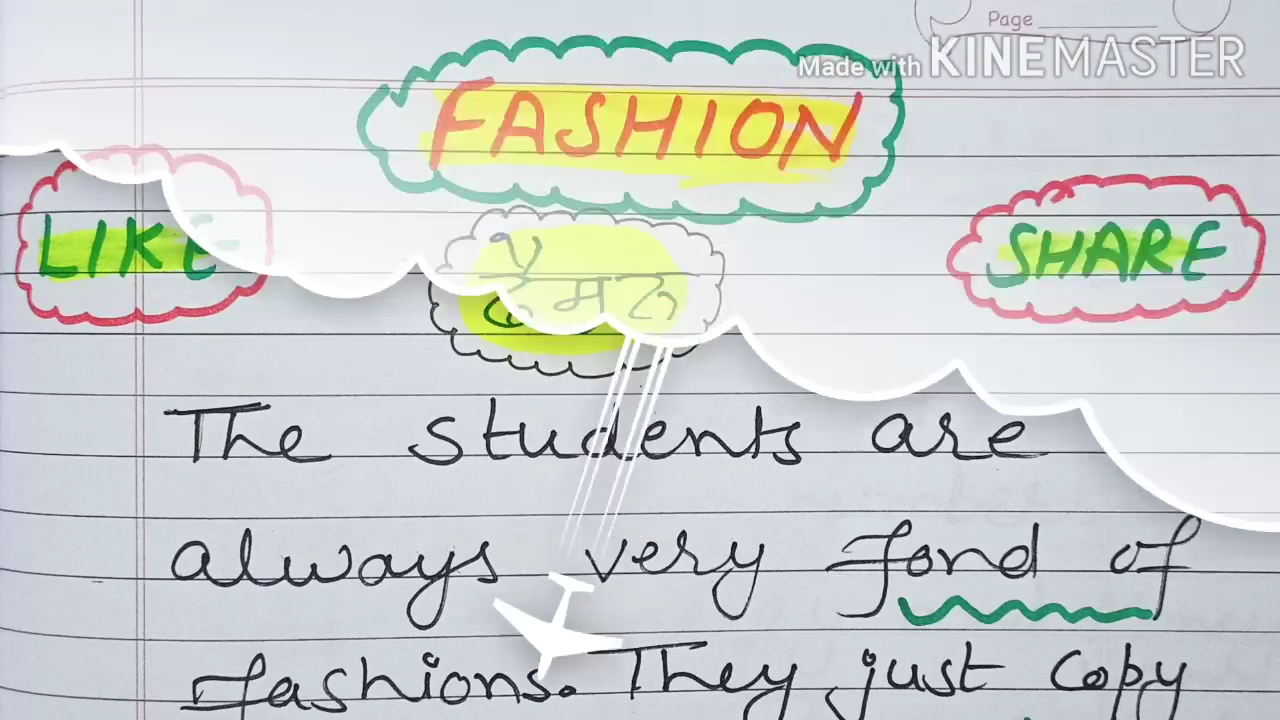 Page
Made with KINEMASTER
FASHION
LIKE
SHARE
The students are
always very fond of
fashions. They just copy